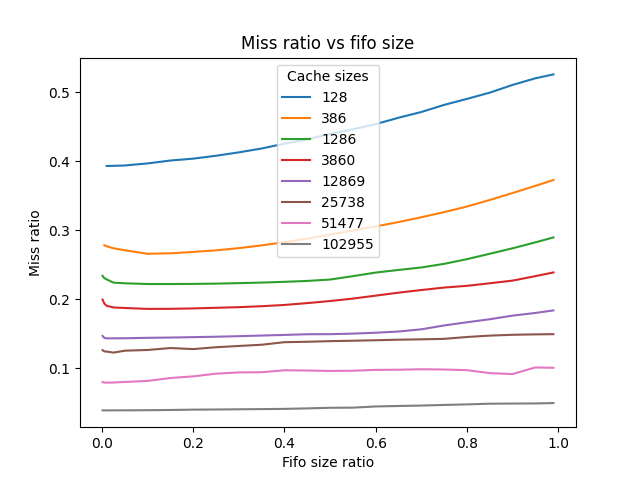 Miss ratio vs fifo size
Cache sizes
128
386
1286
3860
12869
25738
51477
102955
Miss ratio
0.5
0.4
0.3
0.2
0.1
0.0 0.2 0.4 0.6 0.8 1.0
Fifo size ratio